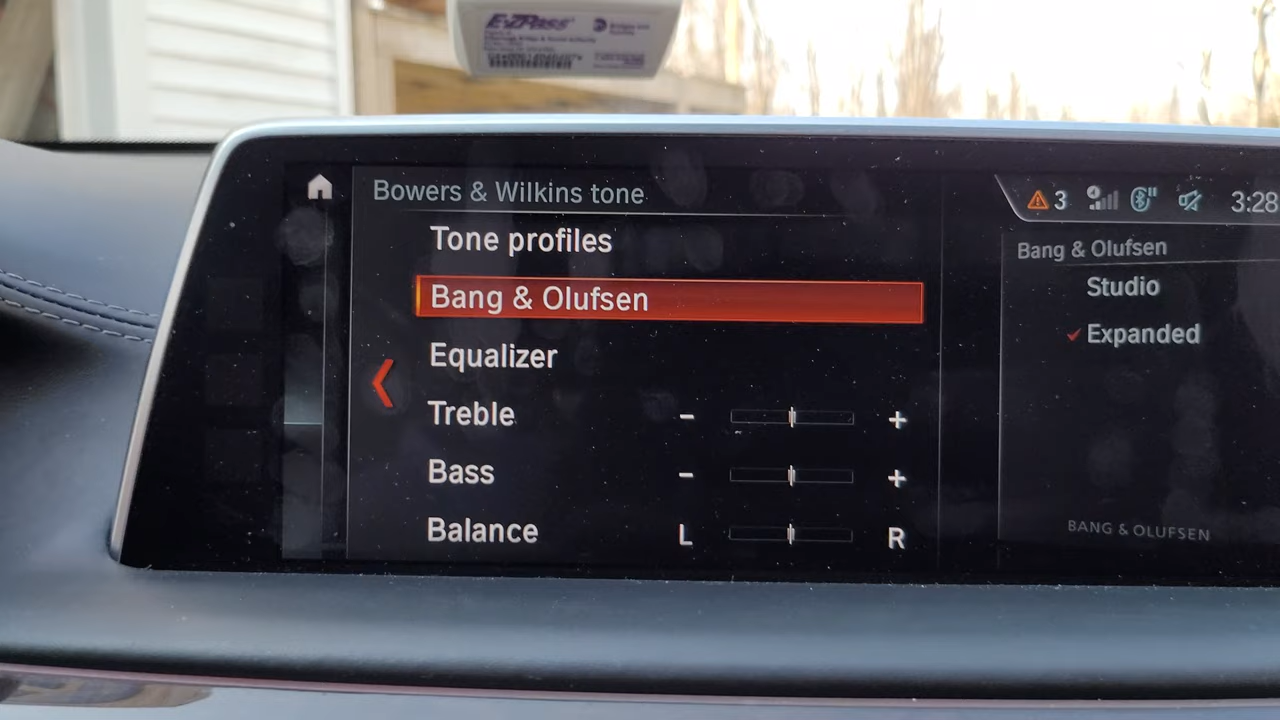 E-ZPass
Bowers & Wilkins tone
3
3:28
Tone profiles
Bang & Olufsen
Equalizer
Treble - +
Bass - +
Balance L R
Bang & Olufsen
Studio
Expanded
BANG & OLUFSEN